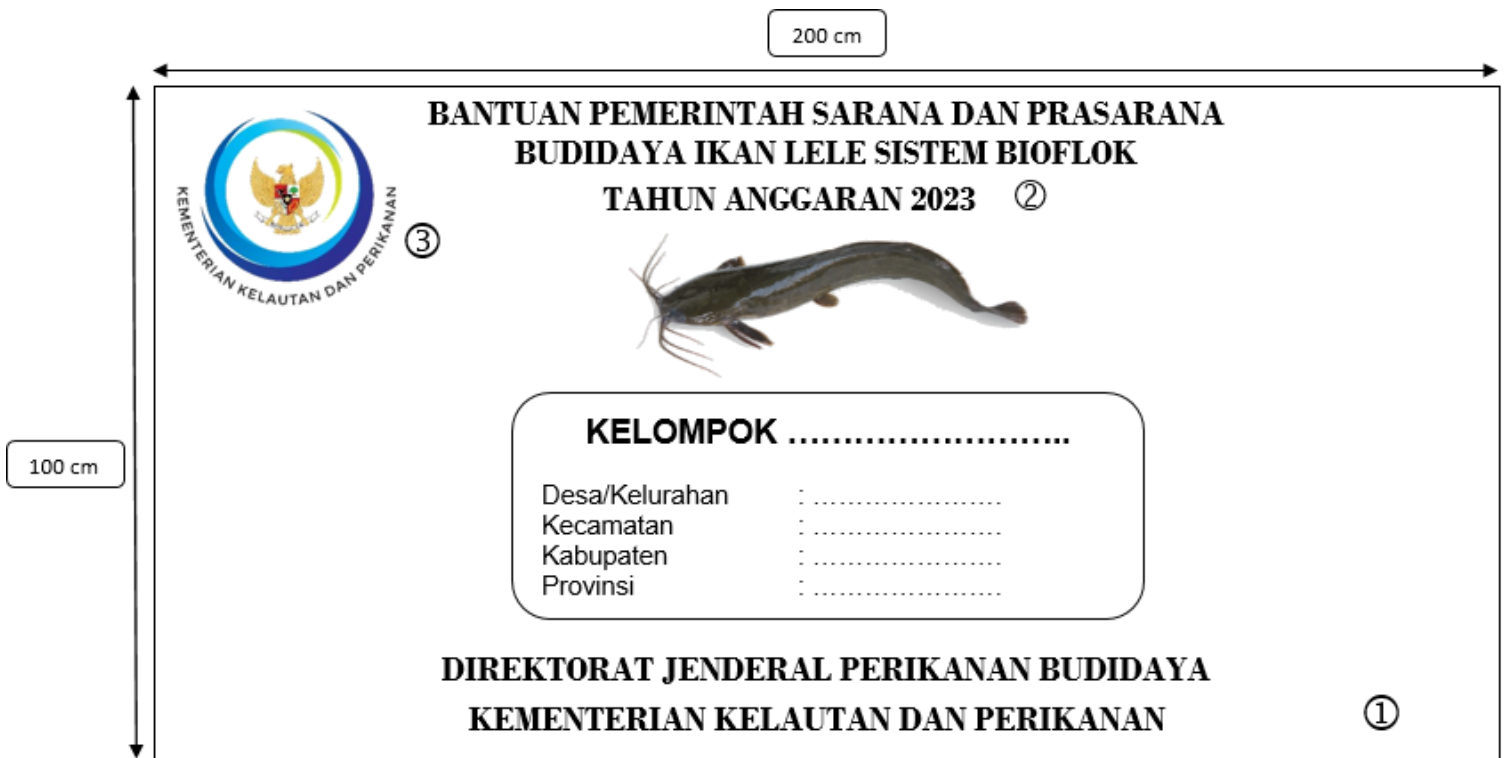 200 cm
BANTUAN PEMERINTAH SARANA DAN PRASARANA
BUDIDAYA IKAN LELE SISTEM BIOFLOK
TAHUN ANGGARAN 2023 ②
KEMENTERIAN KELAUTAN DAN PERIKANAN
③
KELOMPOK ………………………..
100 cm
Desa/Kelurahan : ………………….
Kecamatan : ………………….
Kabupaten : ………………….
Provinsi : ………………….
DIREKTORAT JENDERAL PERIKANAN BUDIDAYA
KEMENTERIAN KELAUTAN DAN PERIKANAN ①